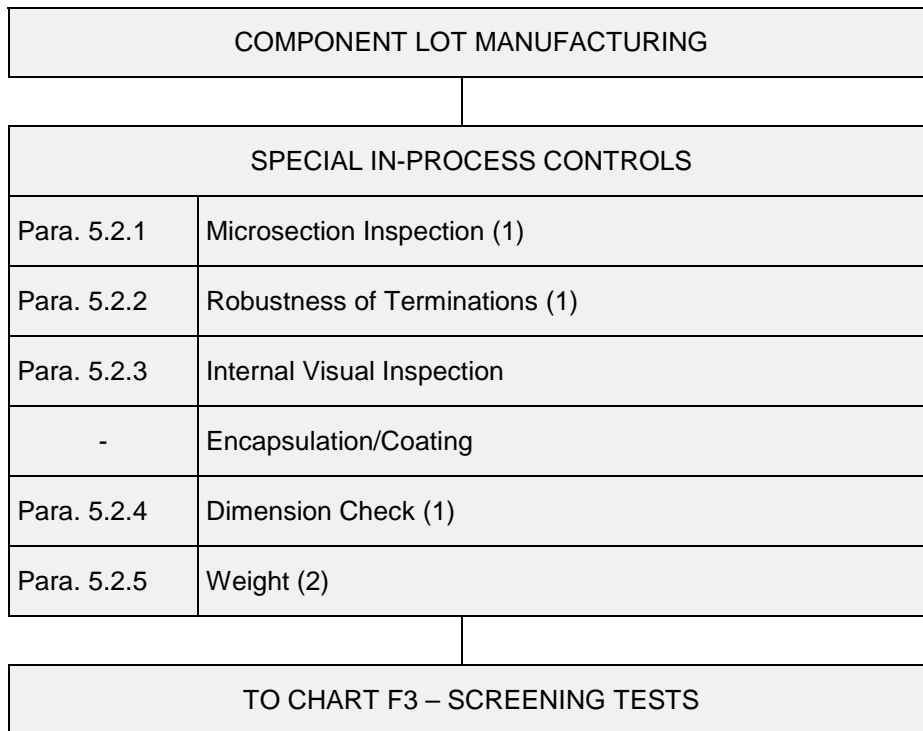 COMPONENT LOT MANUFACTURING
SPECIAL IN-PROCESS CONTROLS
Para. 5.2.1 Microsection Inspection (1)
Para. 5.2.2 Robustness of Terminations (1)
Para. 5.2.3 Internal Visual Inspection
- Encapsulation/Coating
Para. 5.2.4 Dimension Check (1)
Para. 5.2.5 Weight (2)
TO CHART F3 – SCREENING TESTS